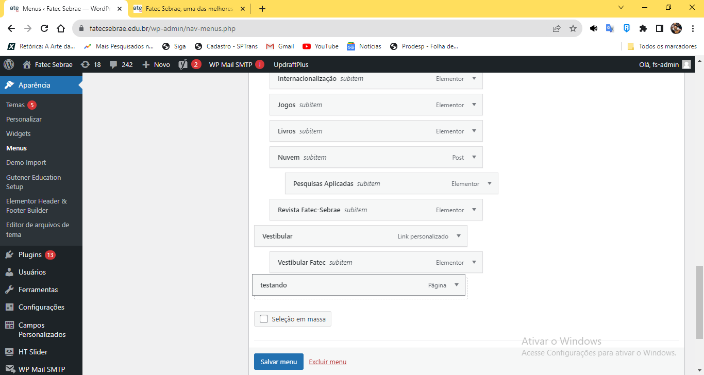 Menus ‹ Fatec Sebrae — WordPr
Fatec Sebrae, uma das melhores
fatecsebrae.edu.br/wp-admin/nav-menus.php
Retórica: A Arte da...
Mais Pesquisados n...
Siga
Cadastro - SPTrans
Gmail
YouTube
Notícias
Prodesp - Folha de...
Todos os marcadores
Fatec Sebrae
18
242
Novo
2
WP Mail SMTP
UpdraftPlus
Olá, fs-admin
Aparência
Temas 5
Personalizar
Widgets
Menus
Demo Import
Gutener Education
Setup
Elementor Header &
Footer Builder
Editor de arquivos de
tema
Plugins 13
Usuários
Ferramentas
Configurações
Campos
Personalizados
HT Slider
WP Mail SMTP
Internacionalização subitem Elementor
Jogos subitem Elementor
Livros subitem Elementor
Nuvem subitem Post
Pesquisas Aplicadas subitem Elementor
Revista Fatec-Sebrae subitem Elementor
Vestibular Link personalizado
Vestibular Fatec subitem Elementor
testando Página
Seleção em massa
Salvar menu
Excluir menu
Ativar o Windows
Acesse Configurações para ativar o Windows.